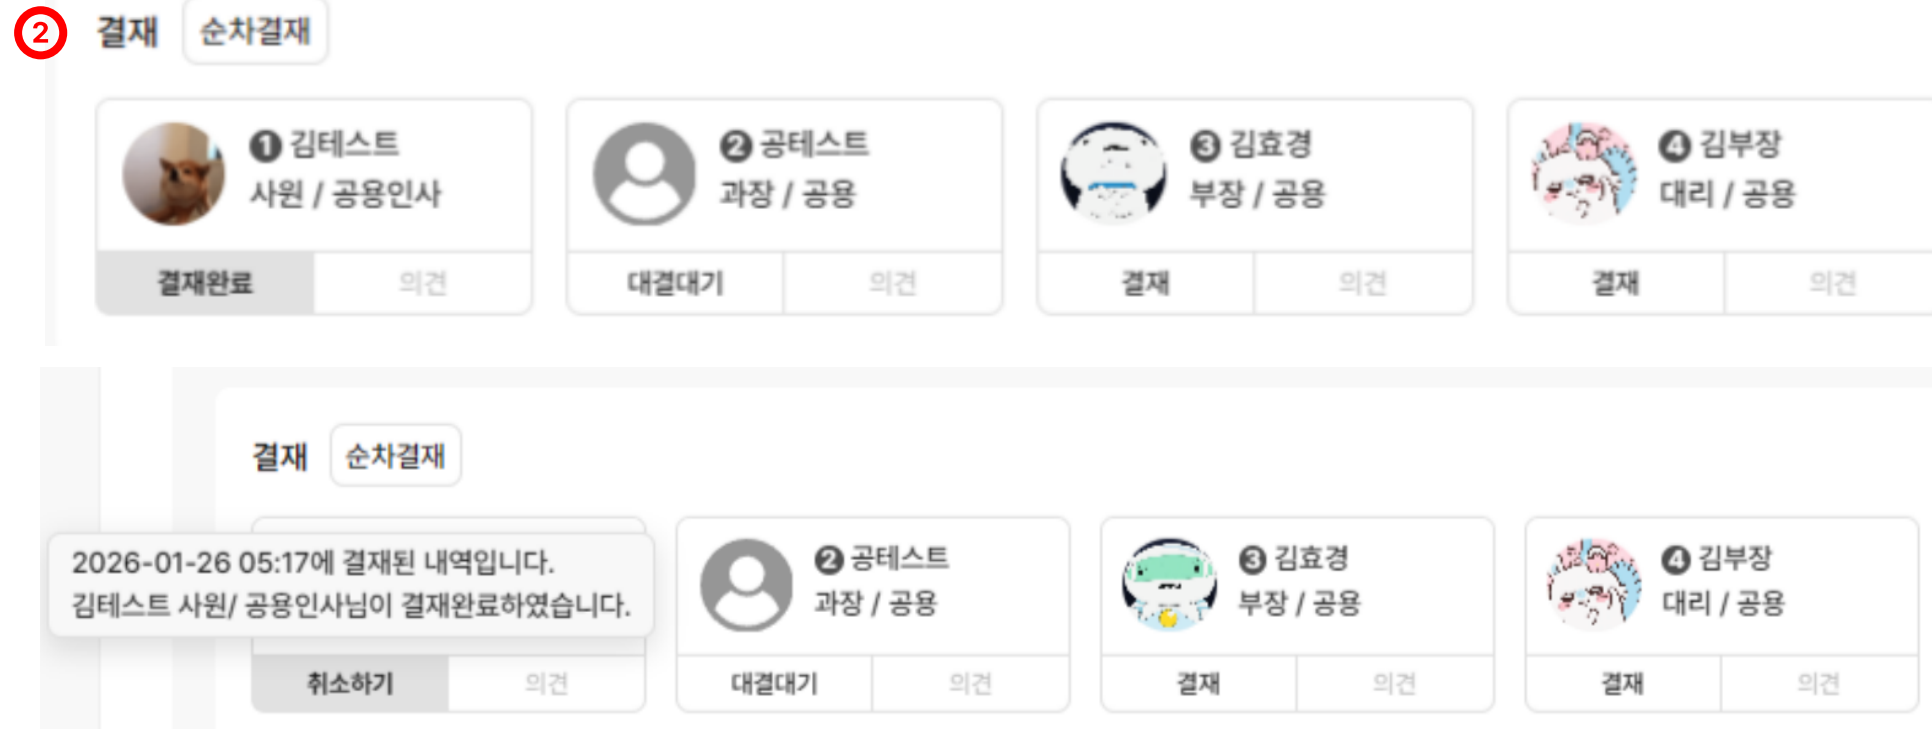 2 결재 순차결재
1 김테스트
사원 / 공용인사
결재완료 의견
2 공테스트
과장 / 공용
대결대기 의견
3 김효경
부장 / 공용
결재 의견
4 김부장
대리 / 공용
결재 의견
결재 순차결재
2026-01-26 05:17에 결재된 내역입니다.
김테스트 사원/ 공용인사님이 결재완료하였습니다.
취소하기 의견
2 공테스트
과장 / 공용
대결대기 의견
3 김효경
부장 / 공용
결재 의견
4 김부장
대리 / 공용
결재 의견